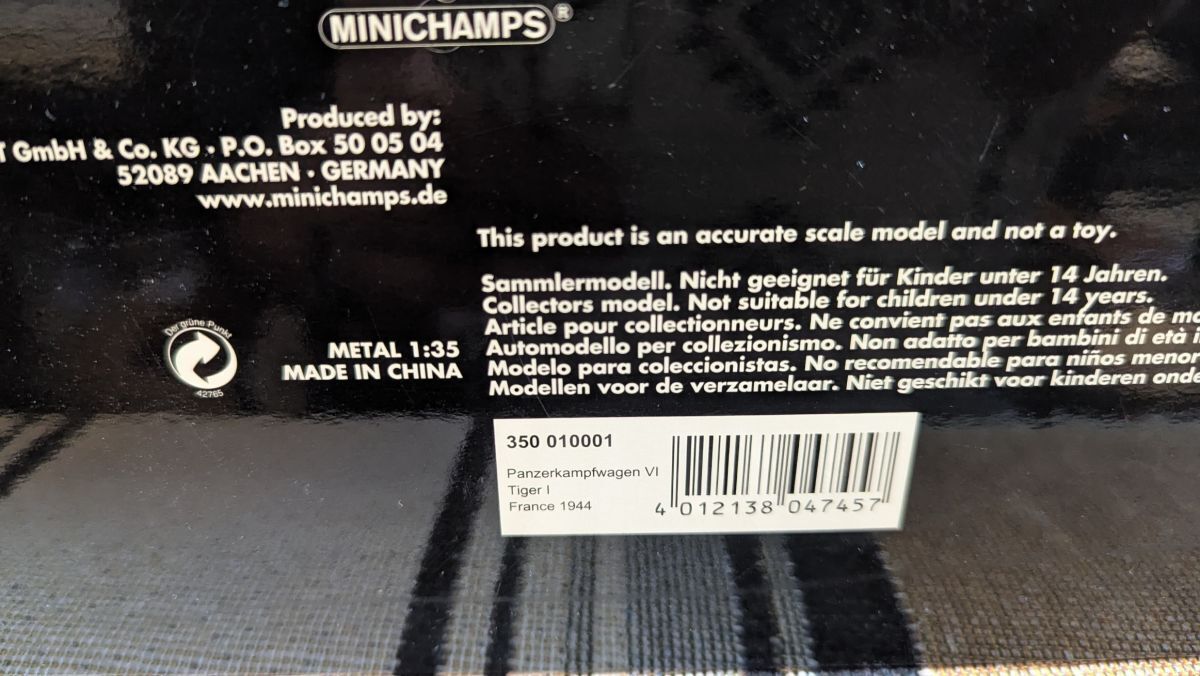 MINICHAMPS®
Produced by:
T GmbH & Co. KG · P.O. Box 50 05 04
52089 AACHEN · GERMANY
www.minichamps.de
This product is an accurate scale model and not a toy.
Sammlermodell. Nicht geeignet für Kinder unter 14 Jahren.
Collectors model. Not suitable for children under 14 years.
Article pour collectionneurs. Ne convient pas aux enfants de mo
Automodello per collezionismo. Non adatto per bambini di età i
Modelo para coleccionistas. No recomendable para niños menor
Modellen voor de verzamelaar. Niet geschikt voor kinderen onde
Der grüne Punkt
42765
METAL 1:35
MADE IN CHINA
350 010001
Panzerkampfwagen VI
Tiger I
France 1944
4 012138 047457